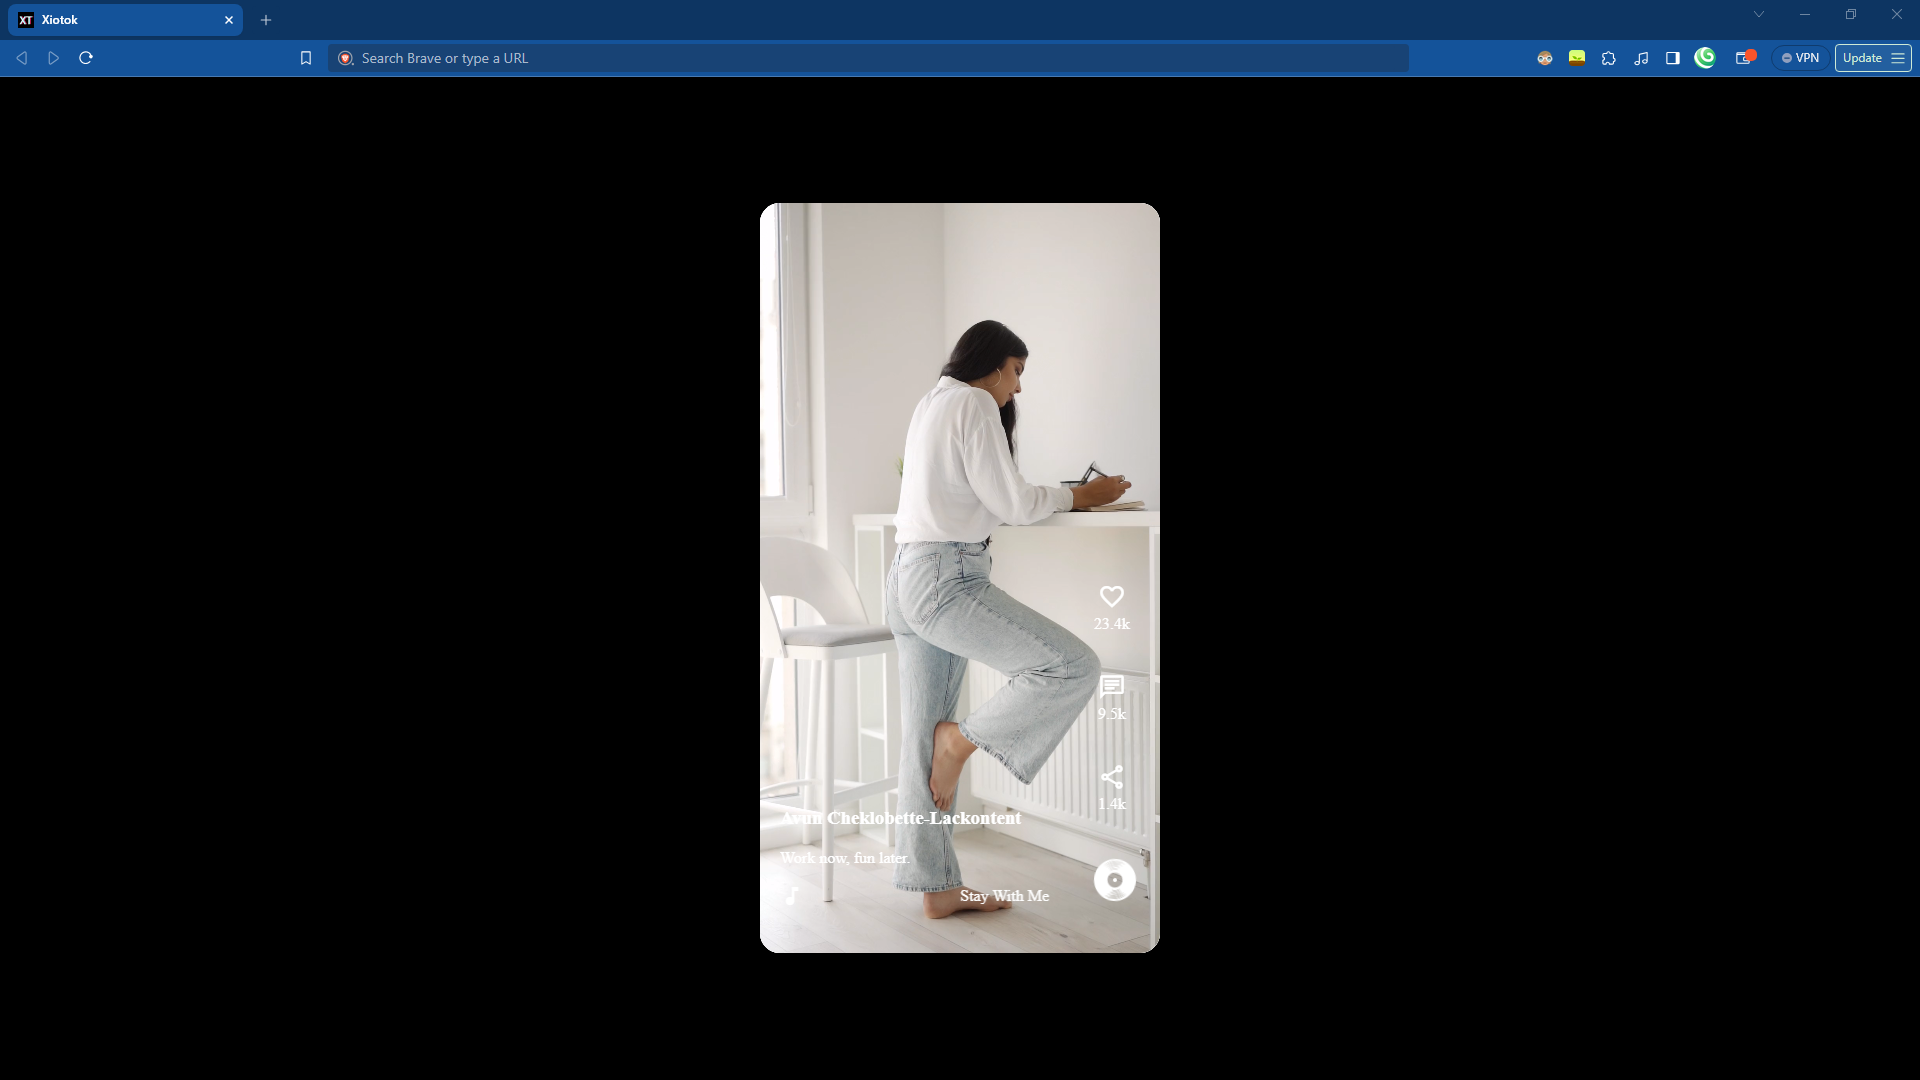 XT Xiotok
Search Brave or type a URL
VPN
Update
23.4k
9.5k
1.4k
Avun Cheklobette-Lackontent
Work now, fun later.
Stay With Me